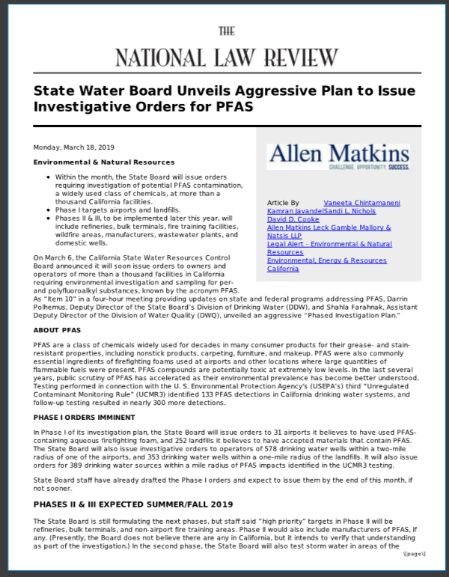 THE
NATIONAL LAW REVIEW
State Water Board Unveils Aggressive Plan to Issue
Investigative Orders for PFAS
Monday, March 18, 2019
Environmental & Natural Resources
Within the month, the State Board will issue orders
requiring investigation of potential PFAS contamination,
a widely used class of chemicals, at more than a
thousand California facilities.
Phase I targets airports and landfills.
Phases II & III, to be implemented later this year, will
include refineries, bulk terminals, fire training facilities,
wildfire areas, manufacturers, wastewater plants, and
domestic wells.
On March 6, the California State Water Resources Control
Board announced it will soon issue orders to owners and
operators of more than a thousand facilities in California
requiring environmental investigation and sampling for per-
and polyfluoroalkyl substances, known by the acronym PFAS.
As "Item 10" in a four-hour meeting providing updates on state and federal programs addressing PFAS, Darrin
Polhemus, Deputy Director of the State Board's Division of Drinking Water (DDW), and Shahla Farahnak, Assistant
Deputy Director of the Division of Water Quality (DWQ), unveiled an aggressive "Phased Investigation Plan."
Allen Matkins
CHALLENGE. OPPORTUNITY. SUCCESS.
Article By Vaneeta Chintamaneni
Kamran JavandelSandi L. Nichols
David D. Cooke
Allen Matkins Leck Gamble Mallory &
Natsis LLP
Legal Alert - Environmental & Natural
Resources
Environmental, Energy & Resources
California
ABOUT PFAS
PFAS are a class of chemicals widely used for decades in many consumer products for their grease- and stain-
resistant properties, including nonstick products, carpeting, furniture, and makeup. PFAS were also commonly
essential ingredients of firefighting foams used at airports and other locations where large quantities of
flammable fuels were present. PFAS compounds are potentially toxic at extremely low levels. In the last several
years, public scrutiny of PFAS has accelerated as their environmental prevalence has become better understood.
Testing performed in connection with the U. S. Environmental Protection Agency's (USEPA's) third "Unregulated
Contaminant Monitoring Rule" (UCMR3) identified 133 PFAS detections in California drinking water systems, and
follow-up testing resulted in nearly 300 more detections.
PHASE I ORDERS IMMINENT
In Phase I of its investigation plan, the State Board will issue orders to 31 airports it believes to have used PFAS-
containing aqueous firefighting foam, and 252 landfills it believes to have accepted materials that contain PFAS.
The State Board will also issue investigative orders to operators of 578 drinking water wells within a two-mile
radius of one of the airports, and 353 drinking water wells within a one-mile radius of the landfills. It will also issue
orders for 389 drinking water sources within a mile radius of PFAS impacts identified in the UCMR3 testing.
State Board staff have already drafted the Phase I orders and expect to issue them by the end of this month, if
not sooner.
PHASES II & III EXPECTED SUMMER/FALL 2019
The State Board is still formulating the next phases, but staff said "high priority" targets in Phase II will be
refineries, bulk terminals, and non-airport fire training areas. Phase II would also include manufacturers of PFAS, if
any. (Presently, the Board does not believe there are any in California, but it intends to verify that understanding
as part of the investigation.) In the second phase, the State Board will also test storm water in areas of the
\[page\]